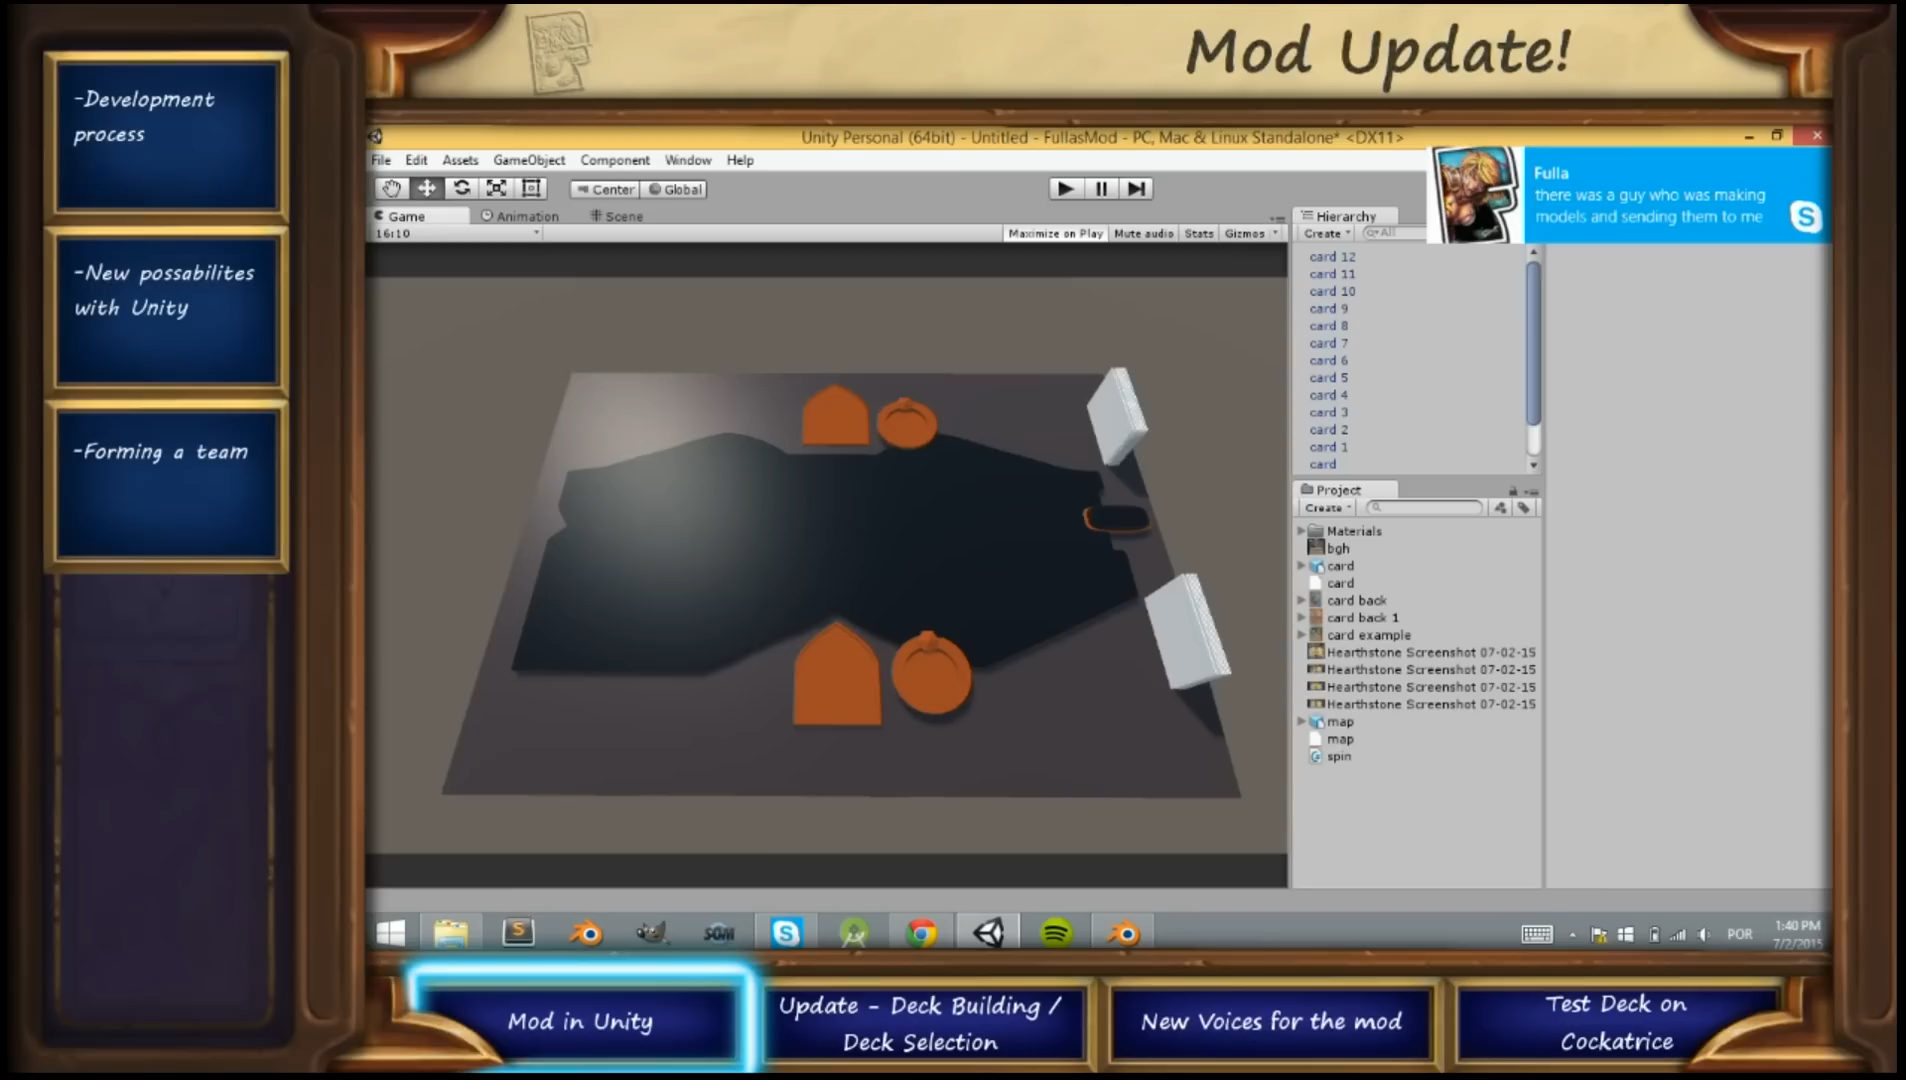 Mod Update!
-Development
process
-New possabilites
with Unity
-Forming a team
Unity Personal (64bit) - Untitled - FullasMod - PC, Mac & Linux Standalone* <DX11>
File Edit Assets GameObject Component Window Help
Center Global
Game Animation Scene
16:10
Maximize on Play Mute audio Stats Gizmos
Hierarchy
Create All
Fulla
there was a guy who was making
models and sending them to me
card 12
card 11
card 10
card 9
card 8
card 7
card 6
card 5
card 4
card 3
card 2
card 1
card
Project
Create
Materials
bgh
card
card
card back
card back 1
card example
Hearthstone Screenshot 07-02-15
Hearthstone Screenshot 07-02-15
Hearthstone Screenshot 07-02-15
Hearthstone Screenshot 07-02-15
map
map
spin
SGM
POR
1:40 PM
7/2/2015
Mod in Unity
Update - Deck Building /
Deck Selection
New Voices for the mod
Test Deck on
Cockatrice